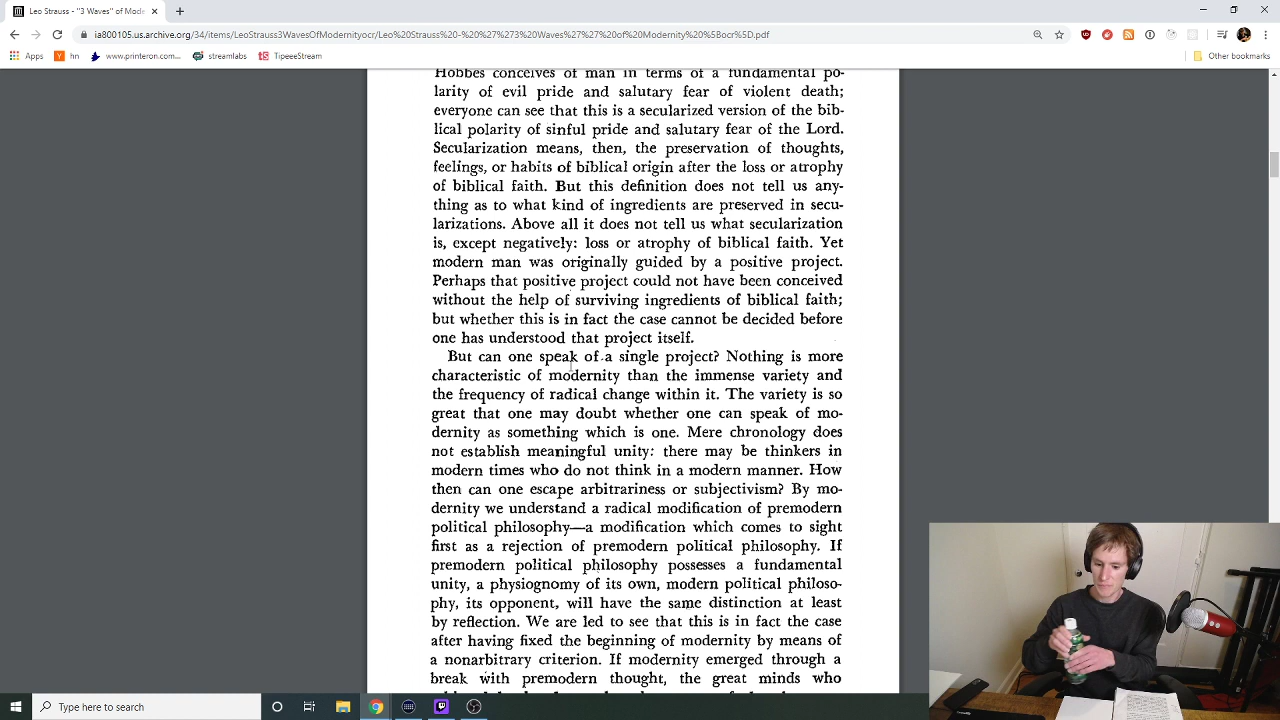 Leo Strauss - "3 Waves" of Mode
ia800105.us.archive.org/34/items/LeoStrauss3WavesOfModernityocr/Leo%20Strauss%20-%20%27%273%20Waves%27%27%20of%20Modernity%20%5Bocr%5D.pdf
Apps hn www.printeron.com... streamlabs TipeeeStream Other bookmarks
Hobbes conceives of man in terms of a fundamental po-
larity of evil pride and salutary fear of violent death;
everyone can see that this is a secularized version of the bib-
lical polarity of sinful pride and salutary fear of the Lord.
Secularization means, then, the preservation of thoughts,
feelings, or habits of biblical origin after the loss or atrophy
of biblical faith. But this definition does not tell us any-
thing as to what kind of ingredients are preserved in secu-
larizations. Above all it does not tell us what secularization
is, except negatively: loss or atrophy of biblical faith. Yet
modern man was originally guided by a positive project.
Perhaps that positive project could not have been conceived
without the help of surviving ingredients of biblical faith;
but whether this is in fact the case cannot be decided before
one has understood that project itself.
But can one speak of a single project? Nothing is more
characteristic of modernity than the immense variety and
the frequency of radical change within it. The variety is so
great that one may doubt whether one can speak of mo-
dernity as something which is one. Mere chronology does
not establish meaningful unity: there may be thinkers in
modern times who do not think in a modern manner. How
then can one escape arbitrariness or subjectivism? By mo-
dernity we understand a radical modification of premodern
political philosophy—a modification which comes to sight
first as a rejection of premodern political philosophy. If
premodern political philosophy possesses a fundamental
unity, a physiognomy of its own, modern political philoso-
phy, its opponent, will have the same distinction at least
by reflection. We are led to see that this is in fact the case
after having fixed the beginning of modernity by means of
a nonarbitrary criterion. If modernity emerged through a
break with premodern thought, the great minds who
Type here to search